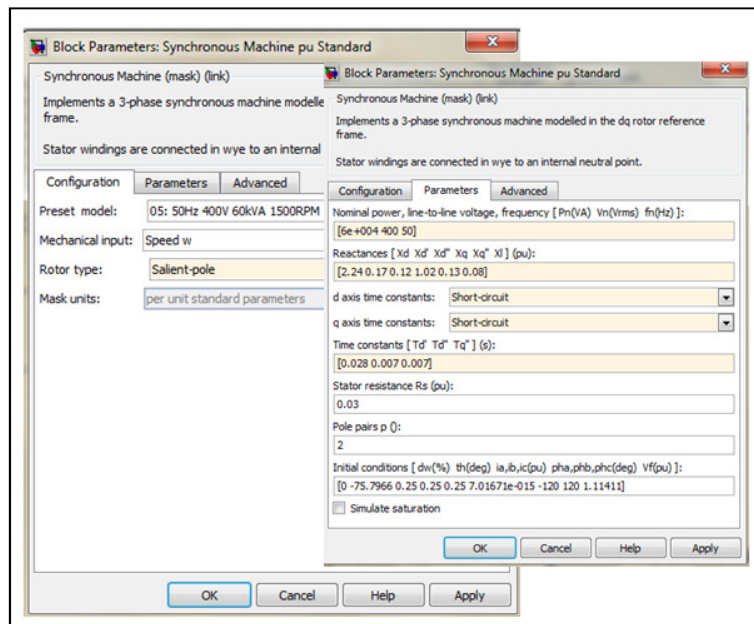 Block Parameters: Synchronous Machine pu Standard
Synchronous Machine (mask) (link)
Implements a 3-phase synchronous machine modelle
frame.
Stator windings are connected in wye to an internal
Configuration Parameters Advanced
Preset model: 05: 50Hz 400V 60kVA 1500RPM
Mechanical input: Speed w
Rotor type: Salient-pole
Mask units: per unit standard parameters
OK Cancel Help Apply
Block Parameters: Synchronous Machine pu Standard
Synchronous Machine (mask) (link)
Implements a 3-phase synchronous machine modelled in the dq rotor reference
frame.
Stator windings are connected in wye to an internal neutral point.
Configuration Parameters Advanced
Nominal power, line-to-line voltage, frequency [ Pn(VA) Vn(Vrms) fn(Hz) ]:
[6e+004 400 50]
Reactances [ Xd Xd' Xd'' Xq Xq'' Xl ] (pu):
[2.24 0.17 0.12 1.02 0.13 0.08]
d axis time constants: Short-circuit
q axis time constants: Short-circuit
Time constants [ Td' Td'' Tq'' ] (s):
[0.028 0.007 0.007]
Stator resistance Rs (pu):
0.03
Pole pairs p ():
2
Initial conditions [ dw(%) th(deg) ia,ib,ic(pu) pha,phb,phc(deg) Vf(pu) ]:
[0 -75.7966 0.25 0.25 0.25 7.01671e-015 -120 120 1.11411]
Simulate saturation
OK Cancel Help Apply